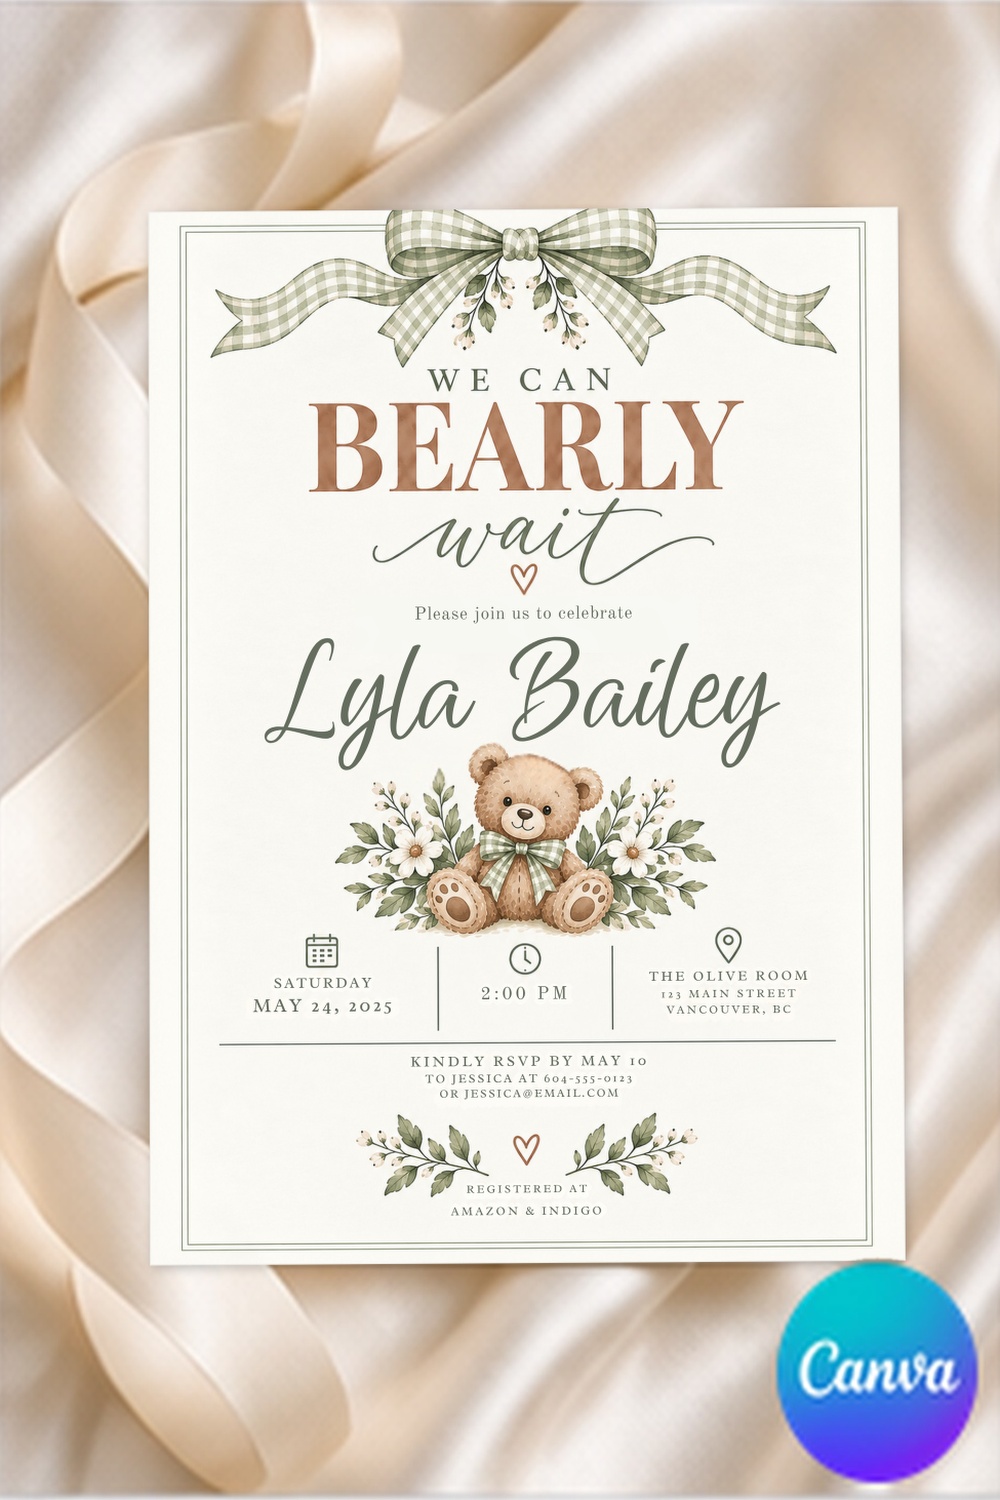 WE CAN
BEARLY
wait
Please join us to celebrate
Lyla Bailey
SATURDAY
MAY 24, 2025
2:00 PM
THE OLIVE ROOM
123 MAIN STREET
VANCOUVER, BC
KINDLY RSVP BY MAY 10
TO JESSICA AT 604-555-0123
OR JESSICA@EMAIL.COM
REGISTERED AT
AMAZON & INDIGO
Canva